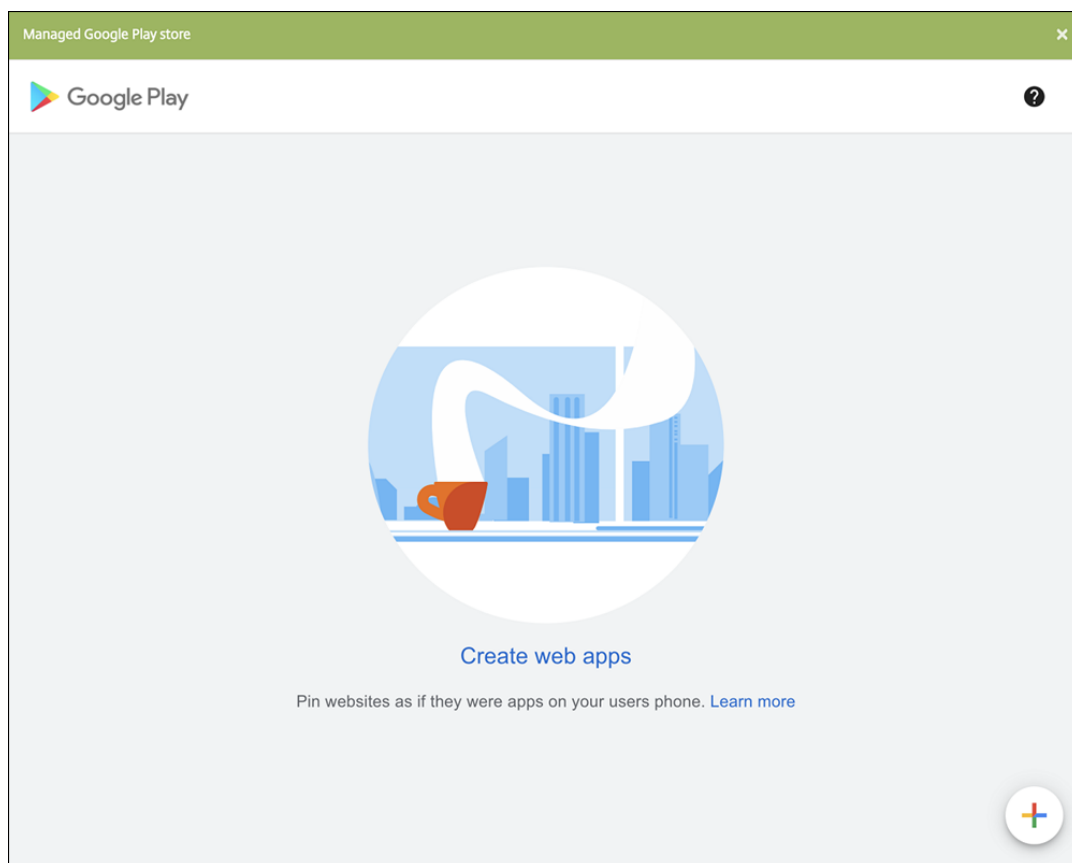 Managed Google Play store
Google Play
Create web apps
Pin websites as if they were apps on your users phone. Learn more